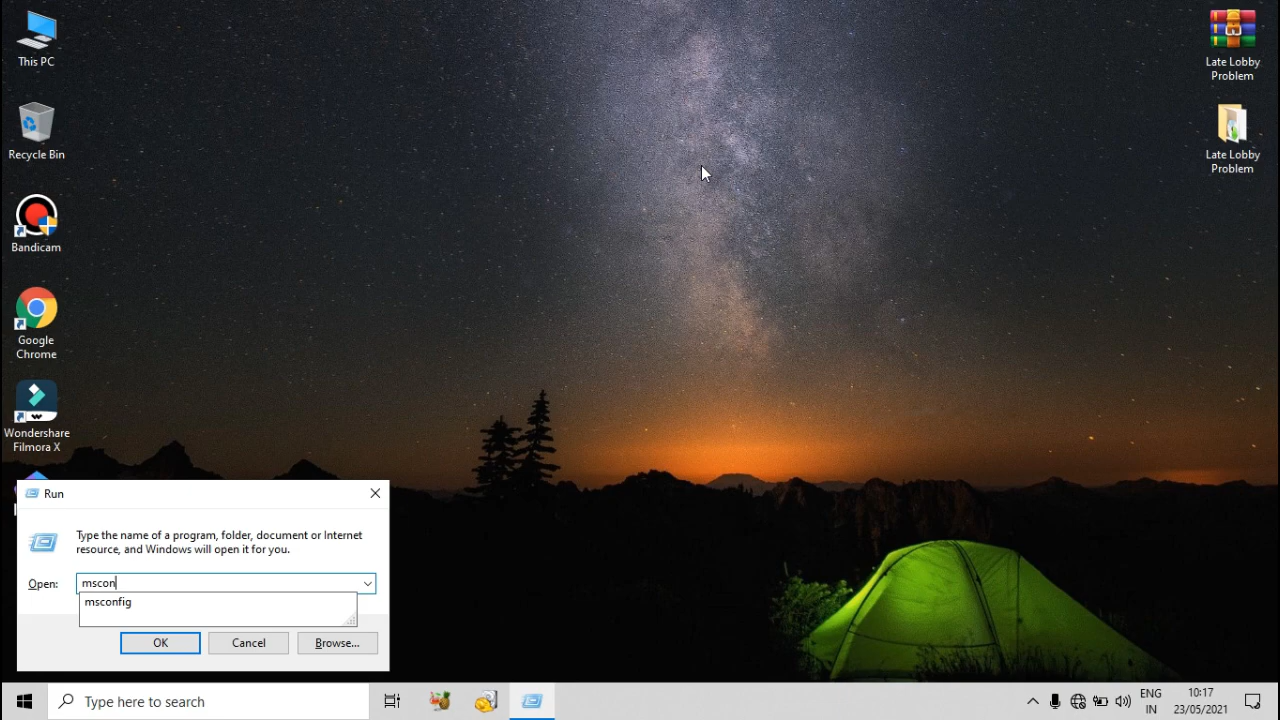 This PC
Recycle Bin
Bandicam
Google
Chrome
Wondershare
Filmora X
Late Lobby
Problem
Late Lobby
Problem
Run
Type the name of a program, folder, document or Internet
resource, and Windows will open it for you.
Open:
mscon
msconfig
OK
Cancel
Browse...
Type here to search
ENG
IN
10:17
23/05/2021